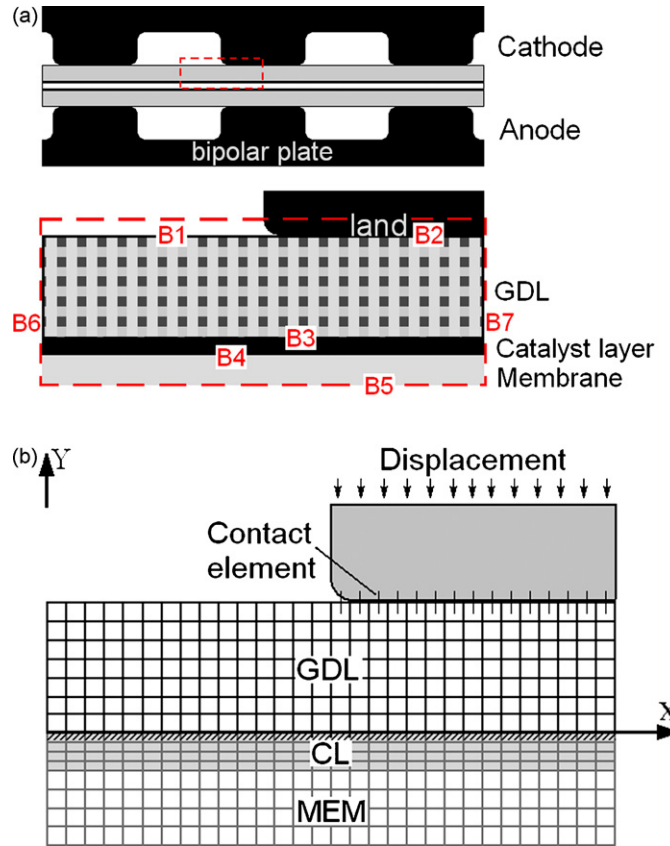 (a)
Cathode
Anode
bipolar plate
land
B1
B2
GDL
B6
B7
B3
Catalyst layer
B4
Membrane
B5
(b)
Y
Displacement
Contact
element
GDL
X
CL
MEM